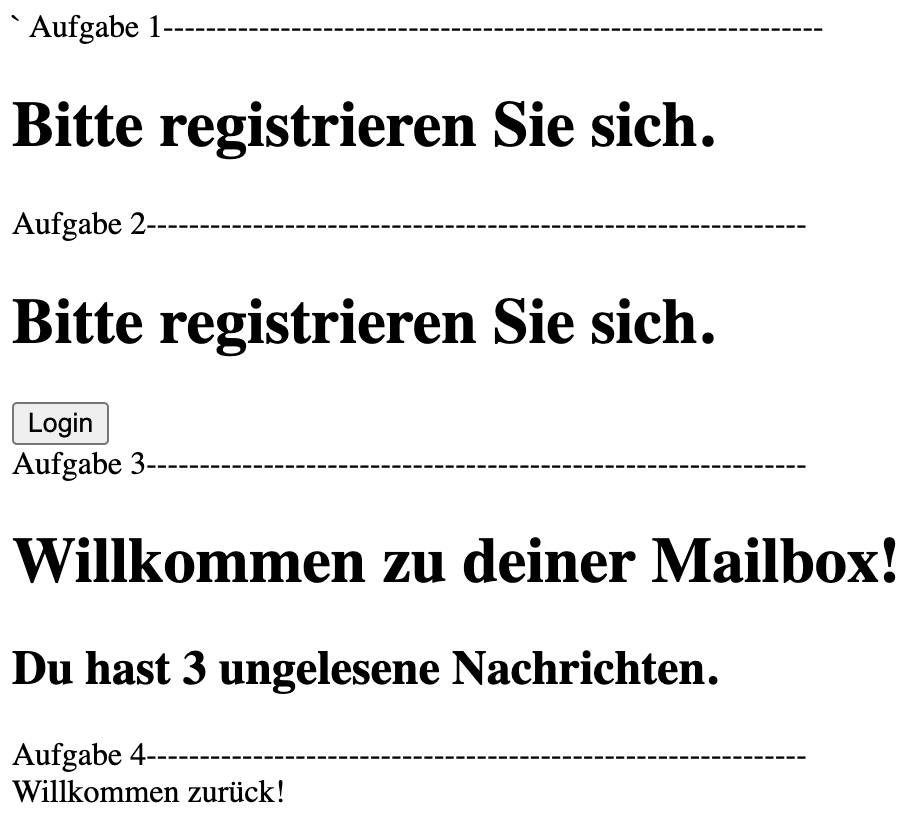 ` Aufgabe 1--------------------------------------------------------------
Bitte registrieren Sie sich.
Aufgabe 2--------------------------------------------------------------
Bitte registrieren Sie sich.
Login
Aufgabe 3--------------------------------------------------------------
Willkommen zu deiner Mailbox!
Du hast 3 ungelesene Nachrichten.
Aufgabe 4--------------------------------------------------------------
Willkommen zurück!